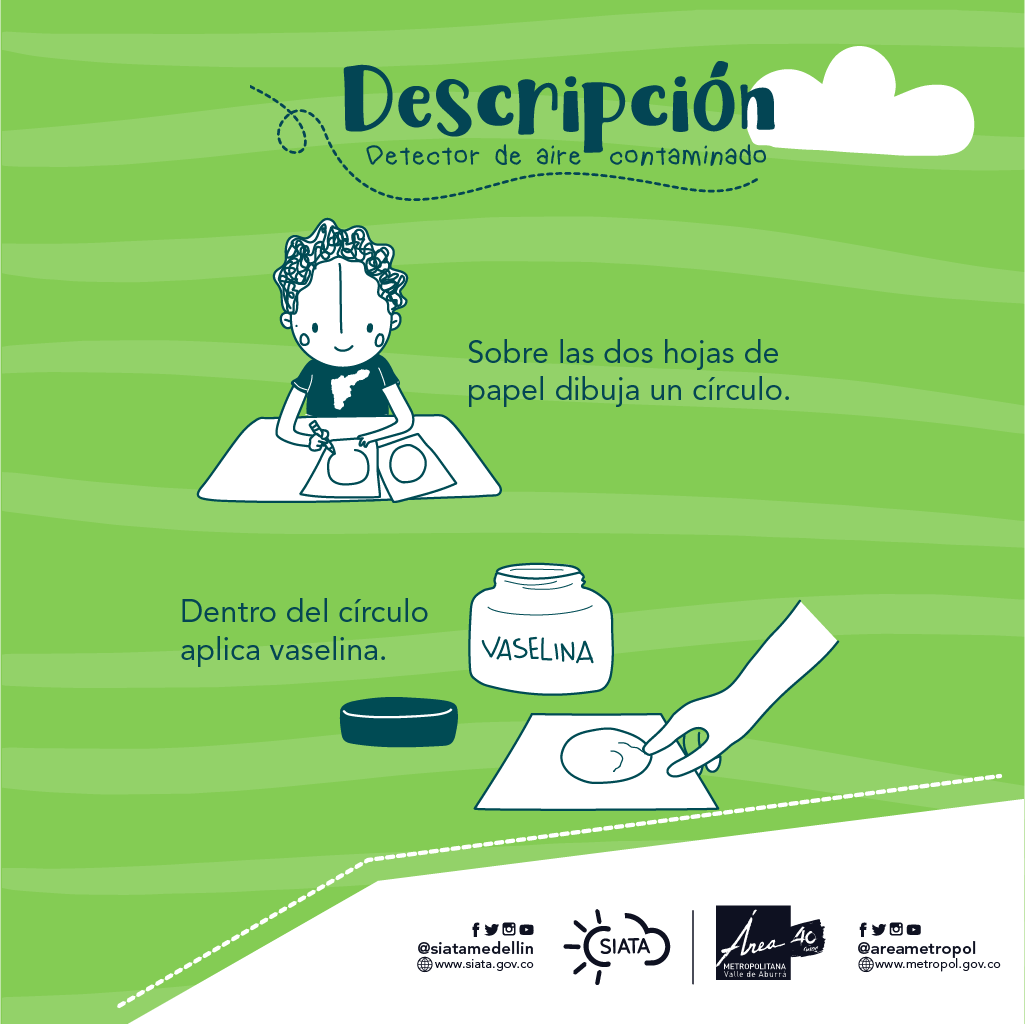 Descripción
Detector de aire contaminado
Sobre las dos hojas de
papel dibuja un círculo.
Dentro del círculo
aplica vaselina.
VASELINA
@siatamedellin
www.siata.gov.co
SIATA
Área
METROPOLITANA
Valle de Aburrá
40
@areametropol
www.metropol.gov.co